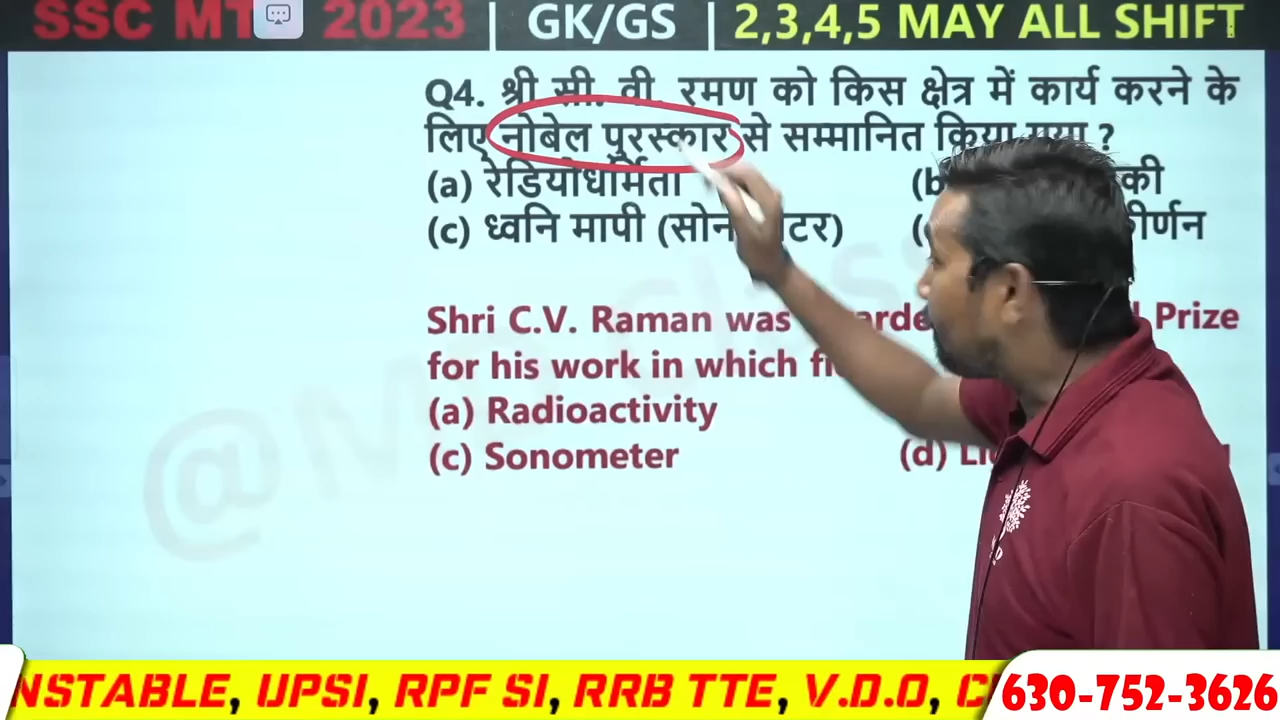 SSC MT 2023 | GK/GS | 2,3,4,5 MAY ALL SHIFT
Q4. श्री सी. वी. रमण को किस क्षेत्र में कार्य करने के
लिए नोबेल पुरस्कार से सम्मानित किया गया ?
(a) रेडियोधर्मिता
(c) ध्वनि मापी
Shri C.V. Raman was Prize
for his work in which
(a) Radioactivity
(c) Sonometer (d)
UPSI, RPF SI, RRB TTE, V.D.O,
630-752-3626